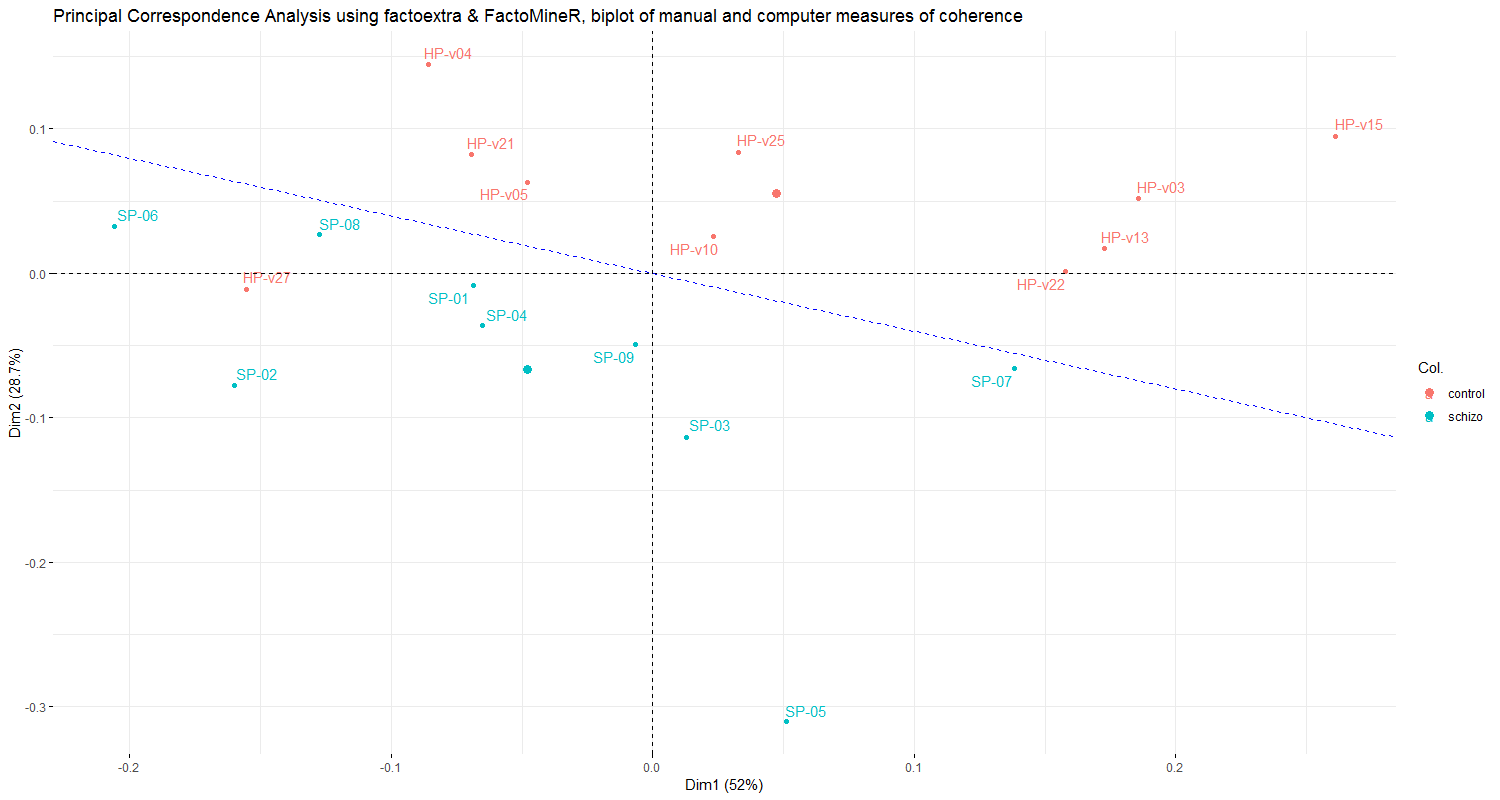 Principal Correspondence Analysis using factoextra & FactoMineR, biplot of manual and computer measures of coherence
HP-v04
0.1
HP-v15
HP-v21
HP-v25
HP-v05
HP-v03
SP-06
SP-08
HP-v10
HP-v13
0.0
HP-v27
HP-v22
SP-01
SP-04
SP-09
SP-02
SP-07
Dim2 (28.7%)
Col.
control
schizo
-0.1
SP-03
-0.2
-0.3
SP-05
-0.2
-0.1
0.0
0.1
0.2
Dim1 (52%)